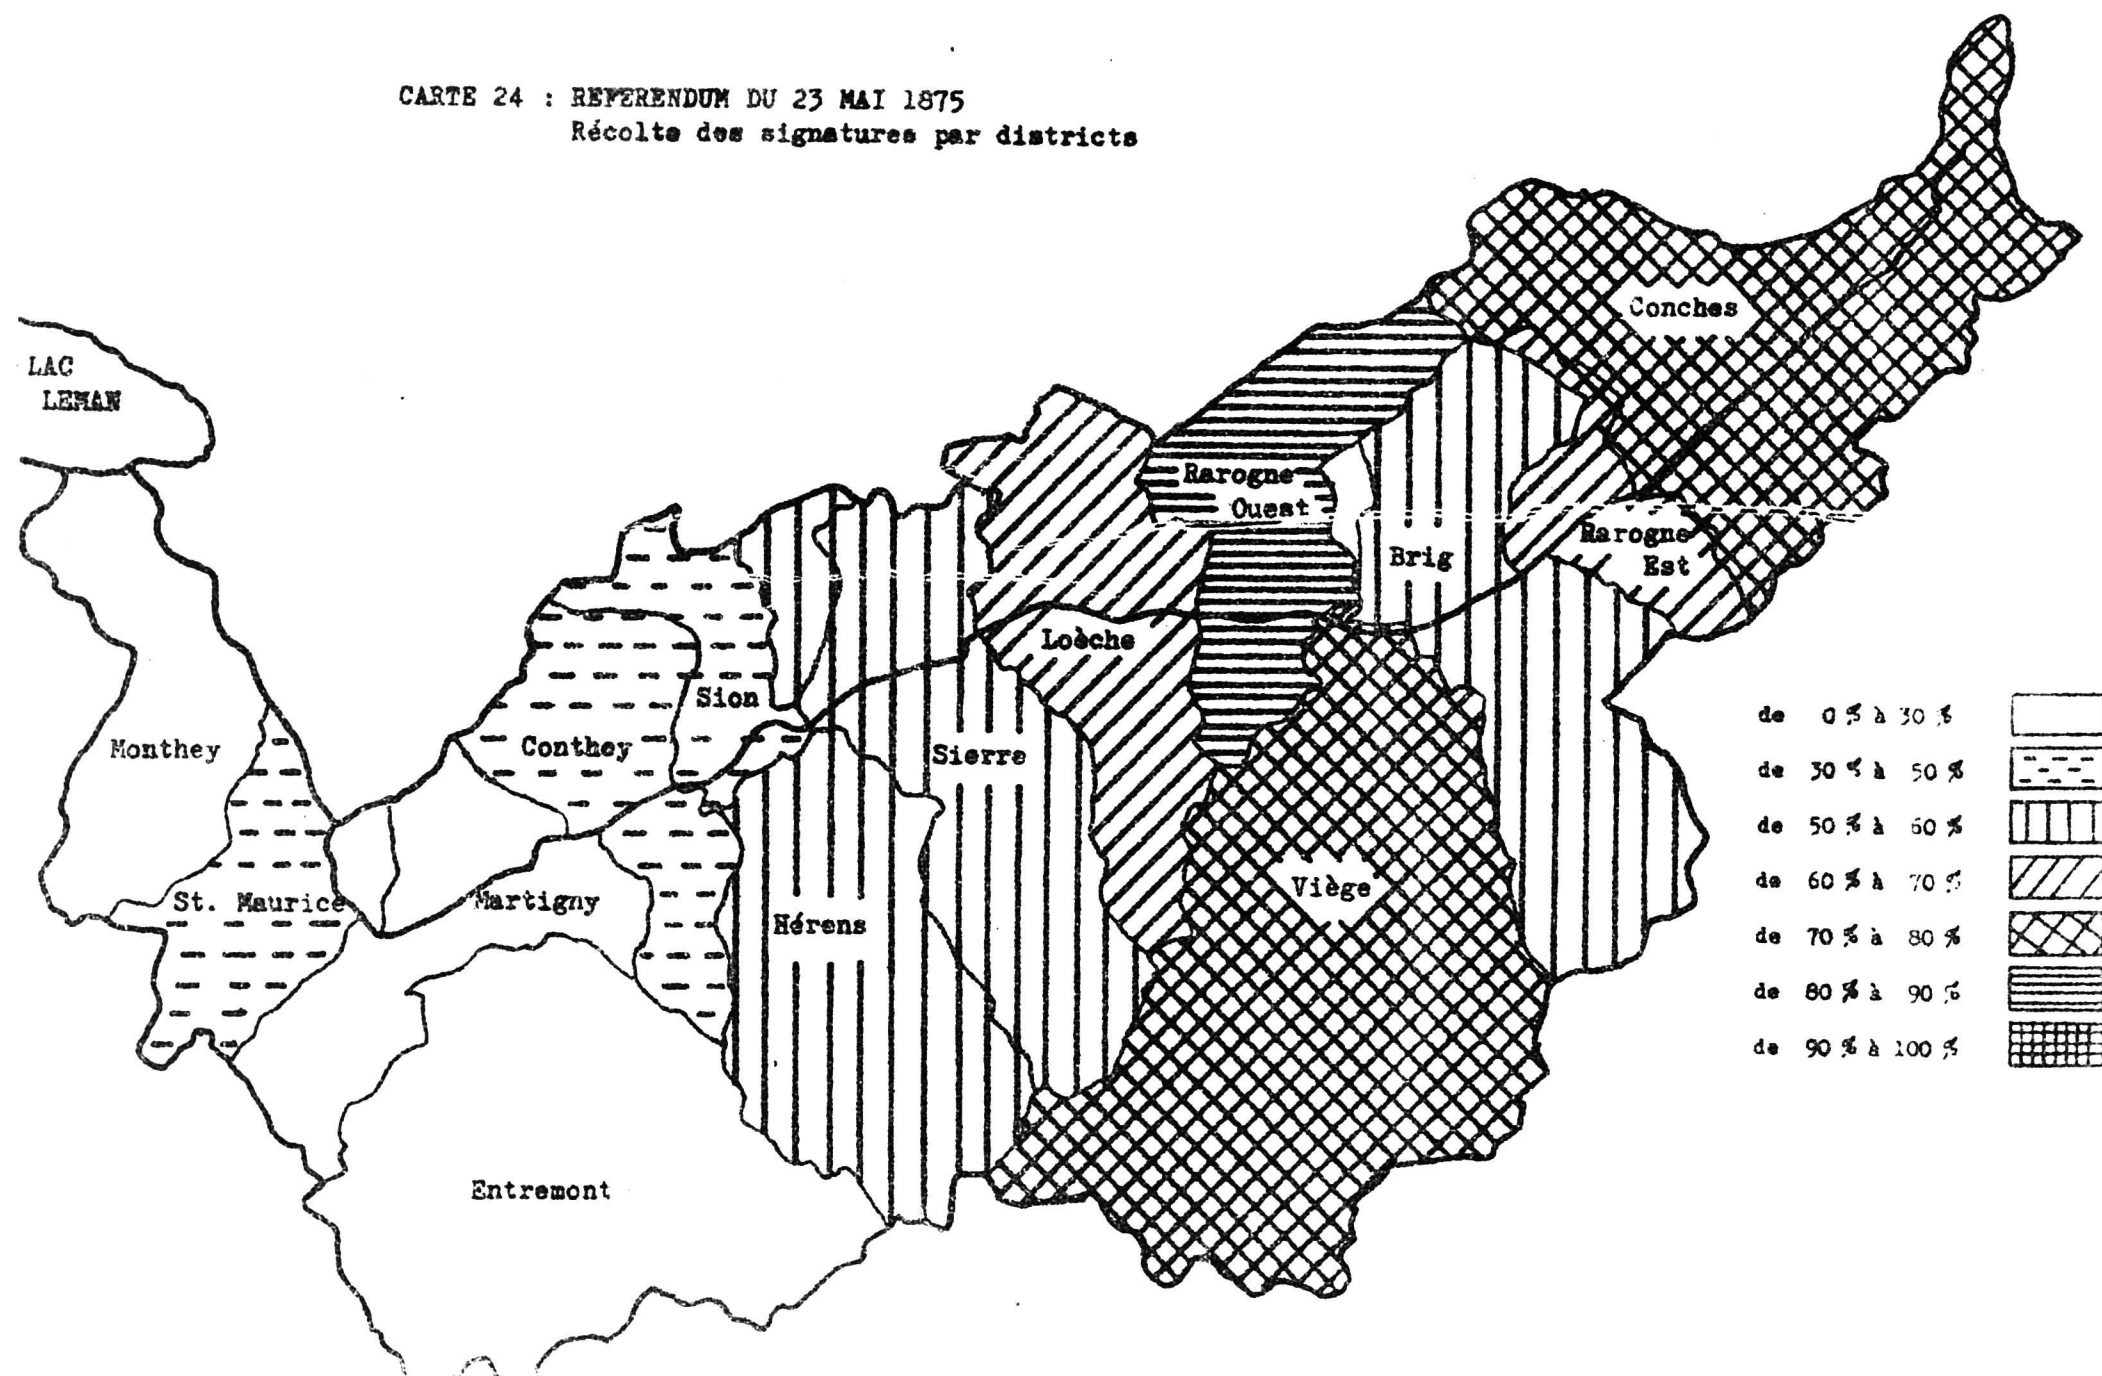 CARTE 24 : REFERENDUM DU 23 MAI 1875
Récolte des signatures par districts
Conches
LAC
LEMAN
Rarogne
Ouest
Rarogne
Est
Brig
Loèche
Sion
Conthey
Sierre
Monthey
Viège
St. Maurice
Martigny
Hérens
Entremont
de 0 % à 30 %
de 30 % à 50 %
de 50 % à 60 %
de 60 % à 70 %
de 70 % à 80 %
de 80 % à 90 %
de 90 % à 100 %